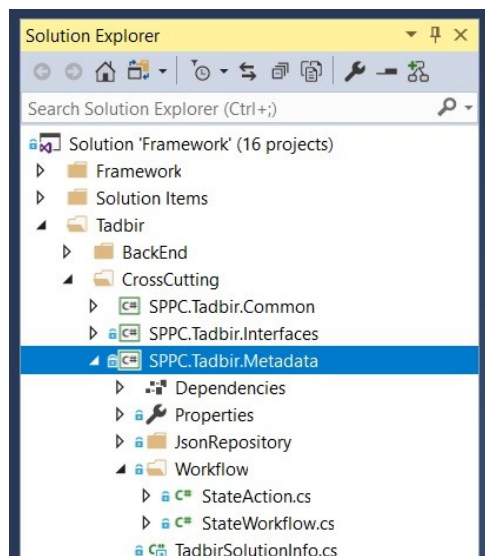 Solution Explorer
Search Solution Explorer (Ctrl+;)
Solution 'Framework' (16 projects)
Framework
Solution Items
Tadbir
BackEnd
CrossCutting
C# SPPC.Tadbir.Common
C# SPPC.Tadbir.Interfaces
C# SPPC.Tadbir.Metadata
Dependencies
Properties
JsonRepository
Workflow
C# StateAction.cs
C# StateWorkflow.cs
C# TadbirSolutionInfo.cs